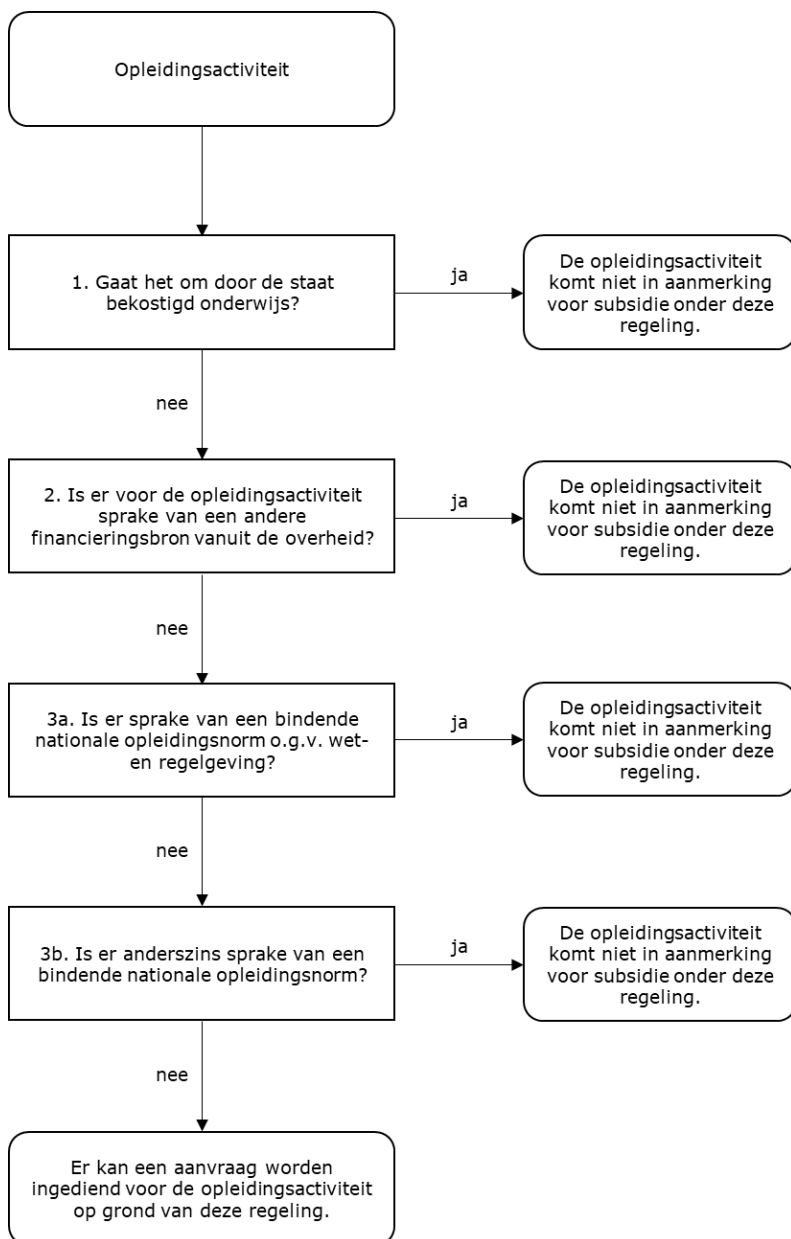 Opleidingsactiviteit
1. Gaat het om door de staat
bekostigd onderwijs?
ja
De opleidingsactiviteit
komt niet in aanmerking
voor subsidie onder deze
regeling.
nee
2. Is er voor de opleidingsactiviteit
sprake van een andere
financieringsbron vanuit de overheid?
ja
De opleidingsactiviteit
komt niet in aanmerking
voor subsidie onder deze
regeling.
nee
3a. Is er sprake van een bindende
nationale opleidingsnorm o.g.v. wet-
en regelgeving?
ja
De opleidingsactiviteit
komt niet in aanmerking
voor subsidie onder deze
regeling.
nee
3b. Is er anderszins sprake van een
bindende nationale opleidingsnorm?
ja
De opleidingsactiviteit
komt niet in aanmerking
voor subsidie onder deze
regeling.
nee
Er kan een aanvraag worden
ingediend voor de opleidingsactiviteit
op grond van deze regeling.